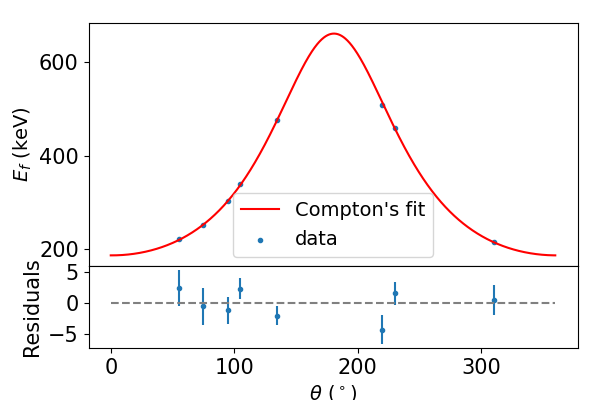 600
400
200
E_f (keV)
Compton's fit
data
5
0
−5
Residuals
0
100
200
300
θ (°)